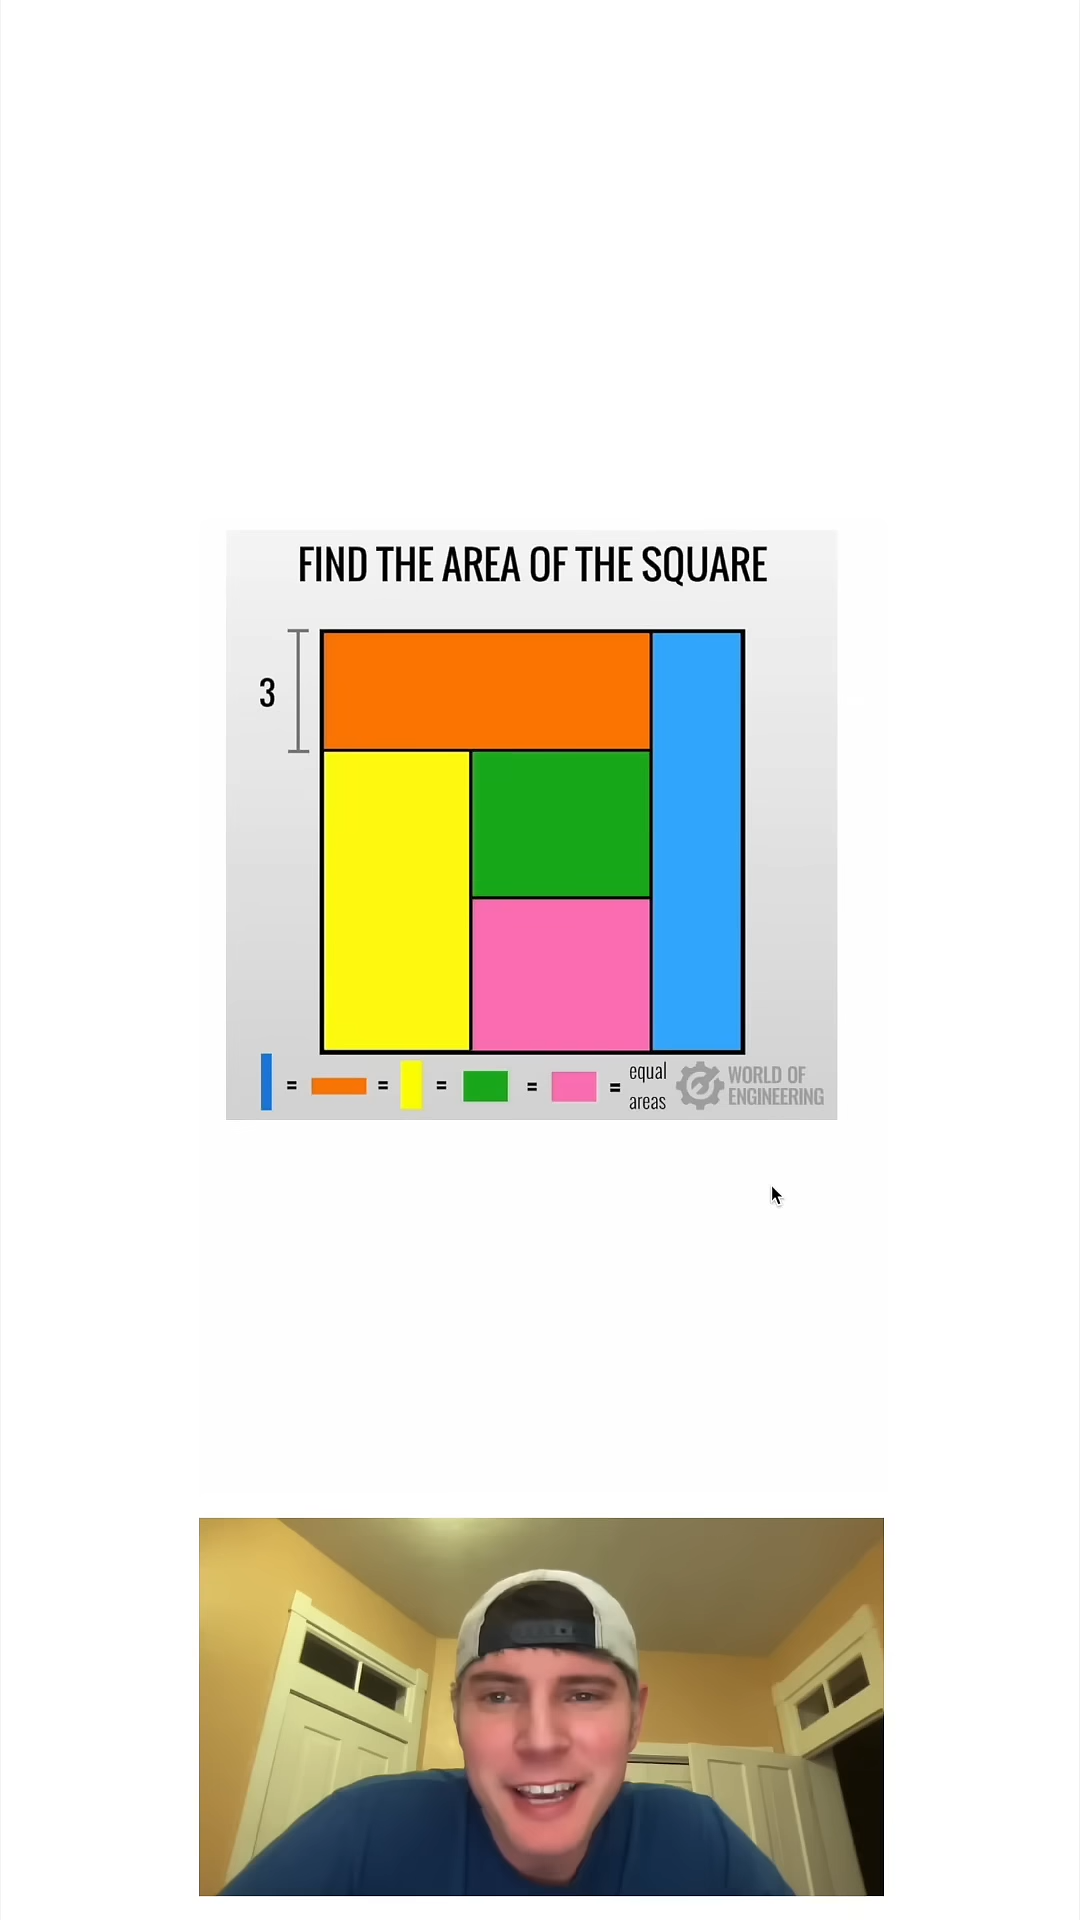 FIND THE AREA OF THE SQUARE
3
= = = = = equal areas
WORLD OF
ENGINEERING